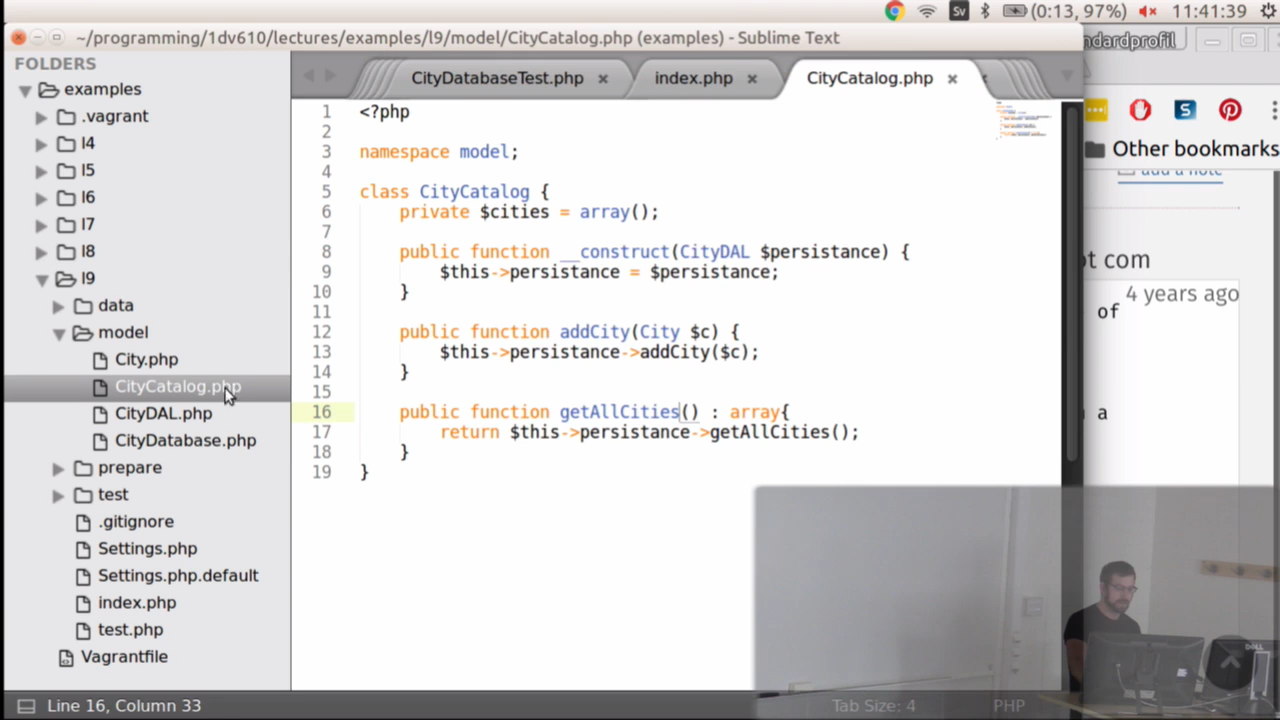 Sv
(0:13, 97%)
11:41:39
~/programming/1dv610/lectures/examples/l9/model/CityCatalog.php (examples) - Sublime Text
ndardprofil
FOLDERS
examples
.vagrant
l4
l5
l6
l7
l8
l9
data
model
City.php
CityCatalog.php
CityDAL.php
CityDatabase.php
prepare
test
.gitignore
Settings.php
Settings.php.default
index.php
test.php
Vagrantfile
CityDatabaseTest.php
index.php
CityCatalog.php
1 <?php
2
3 namespace model;
4
5 class CityCatalog {
6 private $cities = array();
7
8 public function __construct(CityDAL $persistance) {
9 $this->persistance = $persistance;
10 }
11
12 public function addCity(City $c) {
13 $this->persistance->addCity($c);
14 }
15
16 public function getAllCities() : array{
17 return $this->persistance->getAllCities();
18 }
19 }
Other bookmarks
add a note
ot com
4 years ago
of
a
DELL
Line 16, Column 33
Tab Size: 4
PHP